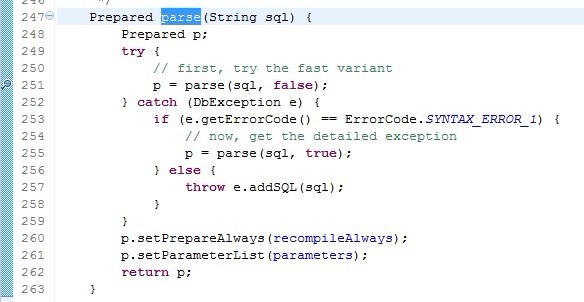 246 */
247 Prepared parse(String sql) {
248 Prepared p;
249 try {
250 // first, try the fast variant
251 p = parse(sql, false);
252 } catch (DbException e) {
253 if (e.getErrorCode() == ErrorCode.SYNTAX_ERROR_1) {
254 // now, get the detailed exception
255 p = parse(sql, true);
256 } else {
257 throw e.addSQL(sql);
258 }
259 }
260 p.setPrepareAlways(recompileAlways);
261 p.setParameterList(parameters);
262 return p;
263 }